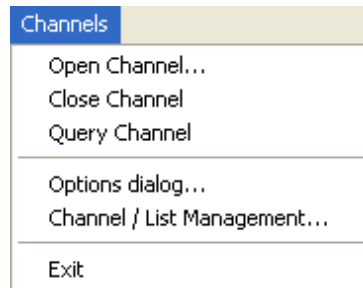 Channels
Open Channel...
Close Channel
Query Channel
Options dialog...
Channel / List Management...
Exit